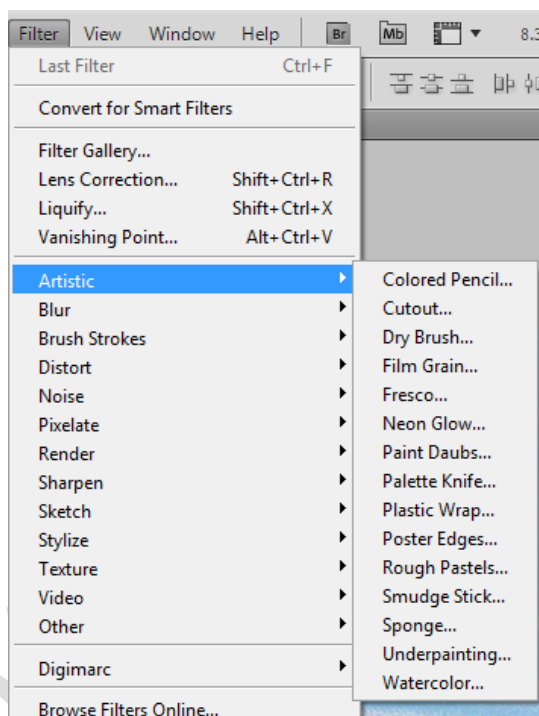 Filter View Window Help Br Mb 8.3
Last Filter Ctrl+F
Convert for Smart Filters
Filter Gallery...
Lens Correction... Shift+Ctrl+R
Liquify... Shift+Ctrl+X
Vanishing Point... Alt+Ctrl+V
Artistic
Blur
Brush Strokes
Distort
Noise
Pixelate
Render
Sharpen
Sketch
Stylize
Texture
Video
Other
Digimarc
Browse Filters Online...
Colored Pencil...
Cutout...
Dry Brush...
Film Grain...
Fresco...
Neon Glow...
Paint Daubs...
Palette Knife...
Plastic Wrap...
Poster Edges...
Rough Pastels...
Smudge Stick...
Sponge...
Underpainting...
Watercolor...